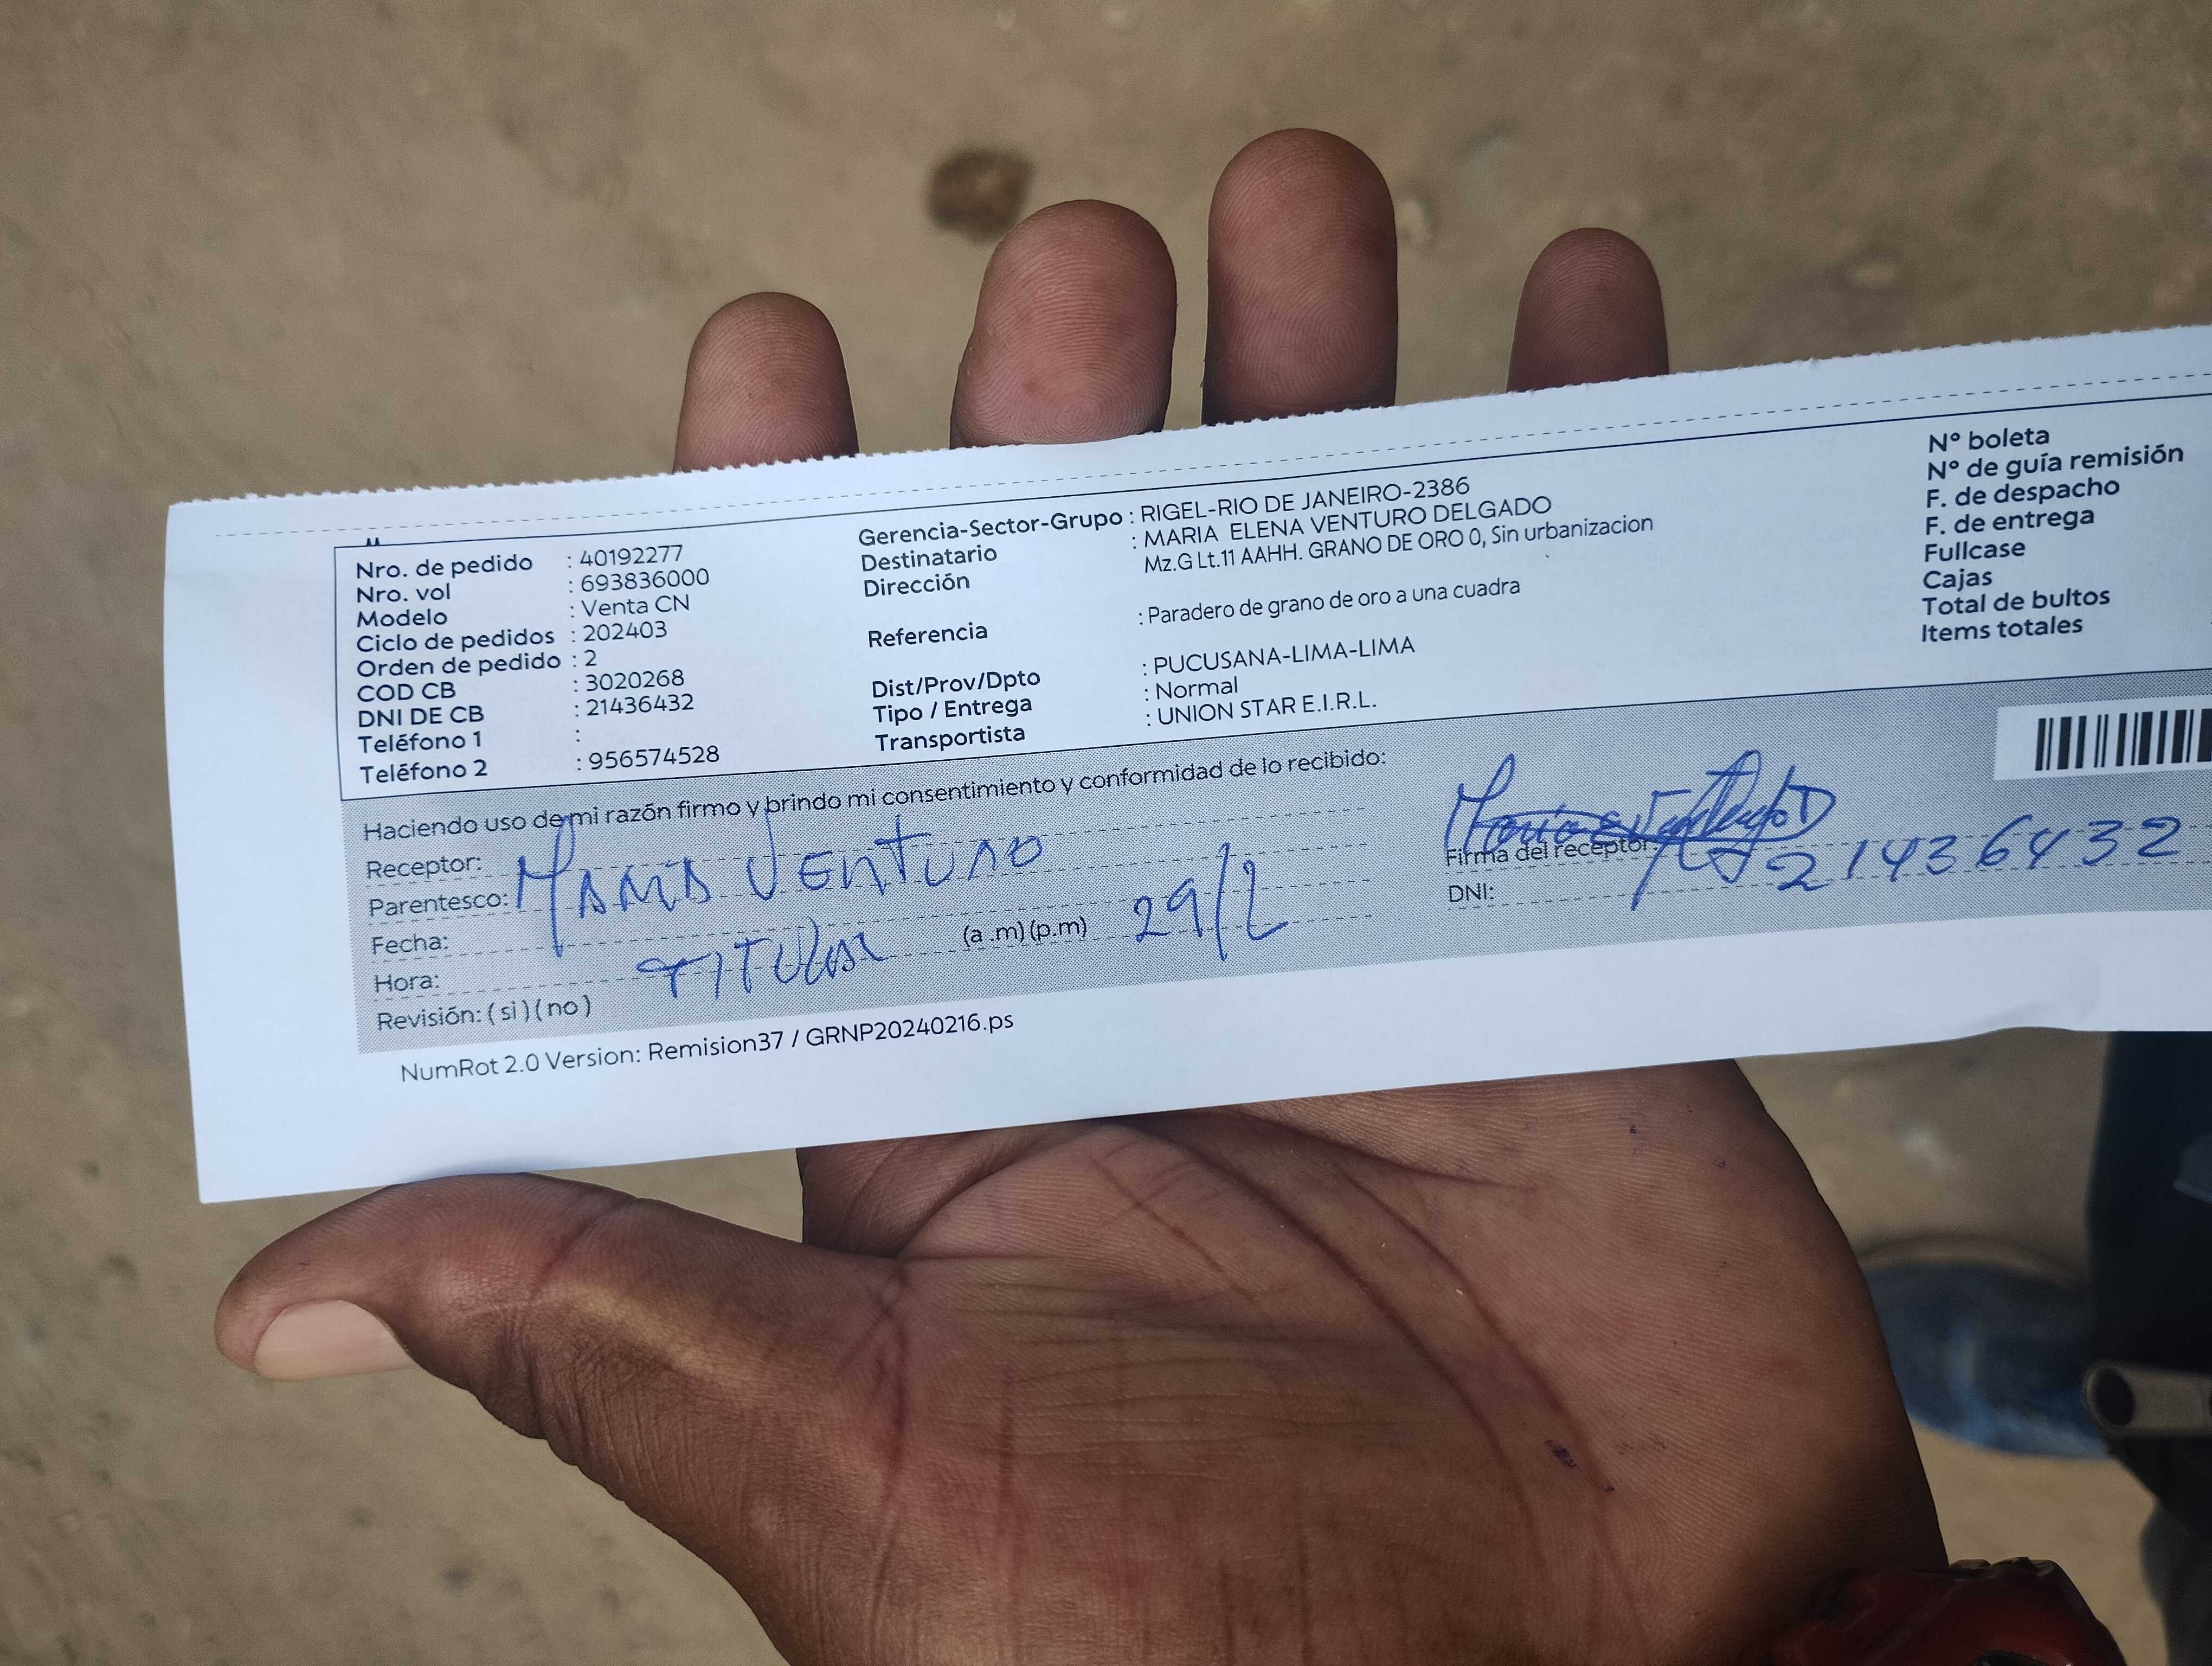 Nro. de pedido : 40192277
Nro. vol : 693836000
Modelo : Venta CN
Ciclo de pedidos : 202403
Orden de pedido : 2
COD CB : 3020268
DNI DE CB : 21436432
Teléfono 1 :
Teléfono 2 : 956574528
Gerencia-Sector-Grupo : RIGEL-RIO DE JANEIRO-2386
Destinatario : MARIA ELENA VENTURO DELGADO
Dirección Mz.G Lt.11 AAHH. GRANO DE ORO 0, Sin urbanizacion
Referencia : Paradero de grano de oro a una cuadra
Dist/Prov/Dpto : PUCUSANA-LIMA-LIMA
Tipo / Entrega : Normal
Transportista : UNION STAR E.I.R.L.
Nº boleta
Nº de guía remisión
F. de despacho
F. de entrega
Fullcase
Cajas
Total de bultos
Items totales
Haciendo uso de mi razón firmo y brindo mi consentimiento y conformidad de lo recibido:
Receptor: MARIA VENTURO
Parentesco:
Fecha:
Hora: TITULAR (a .m) (p.m) 29/2
Revisión: ( si ) ( no )
Firma del receptor
DNI: 21436432
NumRot 2.0 Version: Remision37 / GRNP20240216.ps